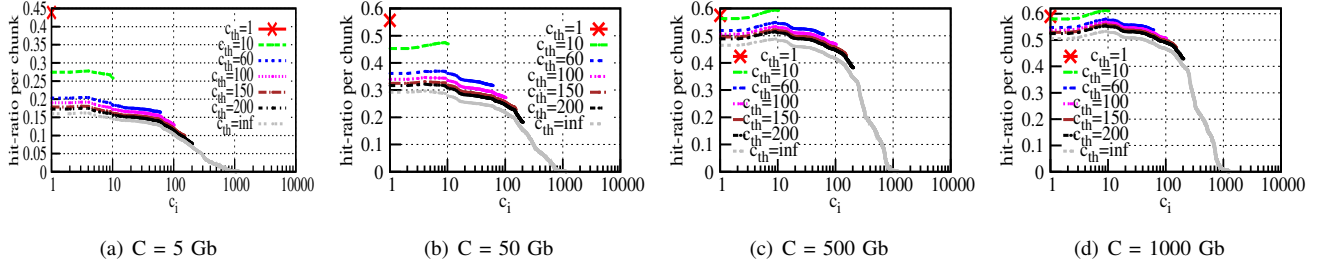 hit-ratio per chunk
0.45
0.4
0.35
0.3
0.25
0.2
0.15
0.1
0.05
0
1
10
100
1000
10000
c_i
c_th=1
c_th=10
c_th=60
c_th=100
c_th=150
c_th=200
c_th=inf
(a) C = 5 Gb
hit-ratio per chunk
0.6
0.5
0.4
0.3
0.2
0.1
0
1
10
100
1000
10000
c_i
c_th=1
c_th=10
c_th=60
c_th=100
c_th=150
c_th=200
c_th=inf
(b) C = 50 Gb
hit-ratio per chunk
0.6
0.5
0.4
0.3
0.2
0.1
0
1
10
100
1000
10000
c_i
c_th=1
c_th=10
c_th=60
c_th=100
c_th=150
c_th=200
c_th=inf
(c) C = 500 Gb
hit-ratio per chunk
0.6
0.5
0.4
0.3
0.2
0.1
0
1
10
100
1000
10000
c_i
c_th=1
c_th=10
c_th=60
c_th=100
c_th=150
c_th=200
c_th=inf
(d) C = 1000 Gb